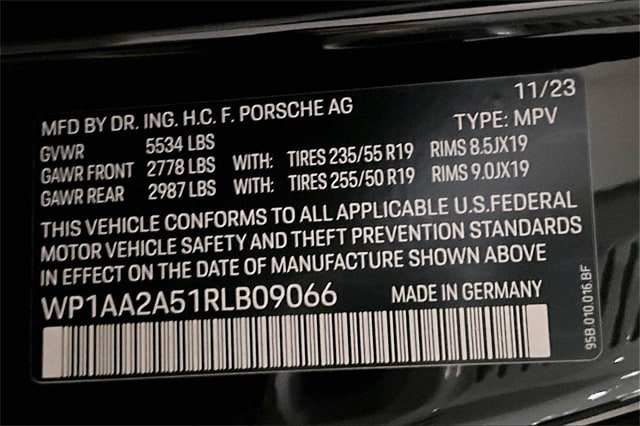 11/23
MFD BY DR. ING. H.C. F. PORSCHE AG
TYPE: MPV
GVWR 5534 LBS
GAWR FRONT 2778 LBS WITH: TIRES 235/55 R19 RIMS 8.5JX19
GAWR REAR 2987 LBS WITH: TIRES 255/50 R19 RIMS 9.0JX19
THIS VEHICLE CONFORMS TO ALL APPLICABLE U.S.FEDERAL
MOTOR VEHICLE SAFETY AND THEFT PREVENTION STANDARDS
IN EFFECT ON THE DATE OF MANUFACTURE SHOWN ABOVE
WP1AA2A51RLB09066 MADE IN GERMANY
95B.010.016 BF